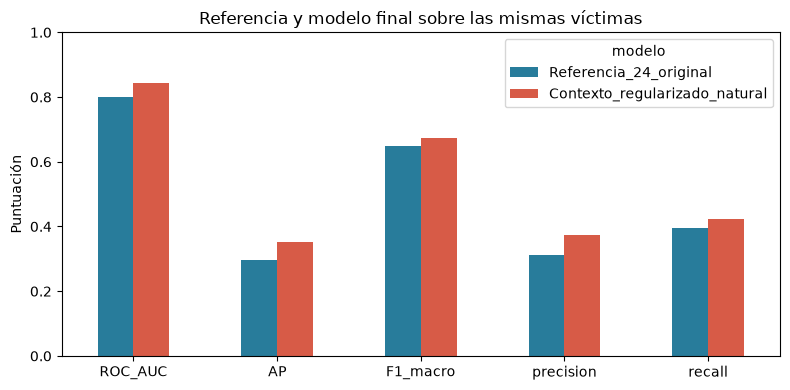 Referencia y modelo final sobre las mismas víctimas
modelo
Referencia_24_original
Contexto_regularizado_natural
Puntuación
1.0
0.8
0.6
0.4
0.2
0.0
ROC_AUC
AP
F1_macro
precision
recall